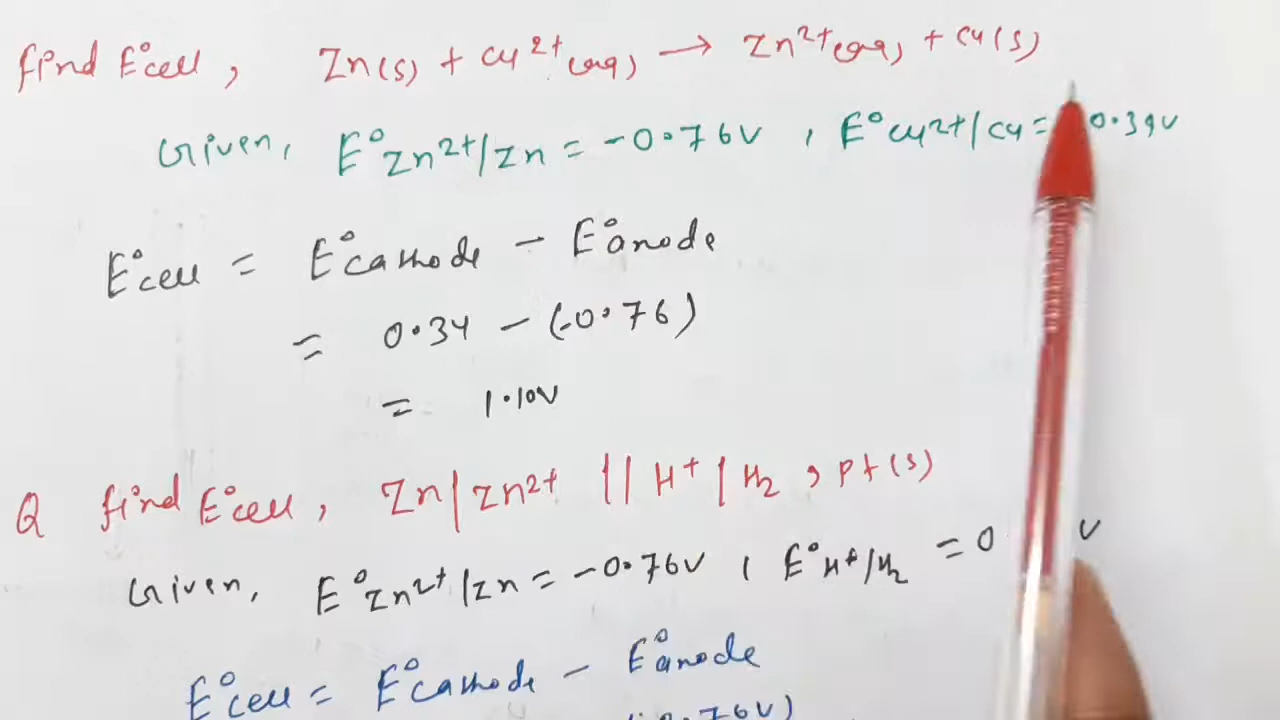 Find E°cell, Zn(s) + Cu²⁺(aq) → Zn²⁺(aq) + Cu(s)
Given, E°Zn²⁺/Zn = -0.76V, E°Cu²⁺/Cu = 0.34V
E°cell = E°cathode - E°anode
= 0.34 - (-0.76)
= 1.10V
Q find E°cell, Zn/Zn²⁺ || H⁺ | H₂, Pt(s)
Given, E°Zn²⁺/Zn = -0.76V, E°H⁺/H₂ = 0 V
E°cell = E°cathode - E°anode
0.76V)